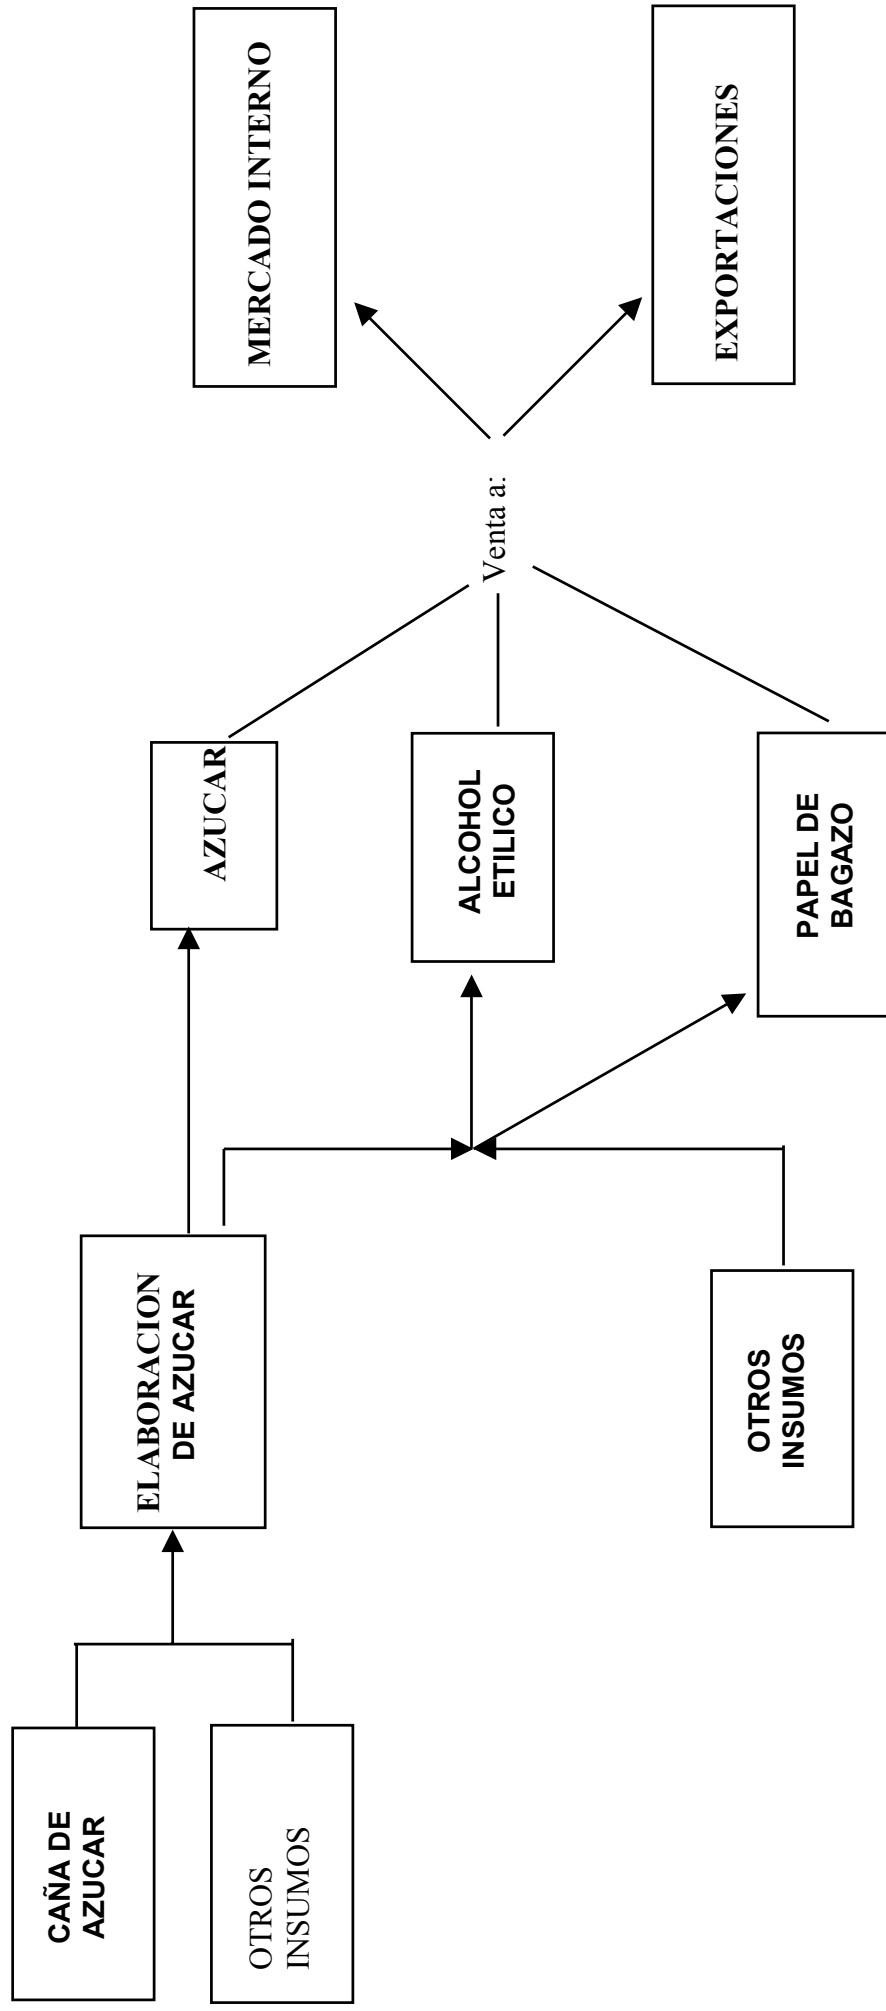 CAÑA DE
AZUCAR
OTROS
INSUMOS
ELABORACION
DE AZUCAR
OTROS
INSUMOS
AZUCAR
ALCOHOL
ETILICO
PAPEL DE
BAGAZO
Venta a:
MERCADO INTERNO
EXPORTACIONES